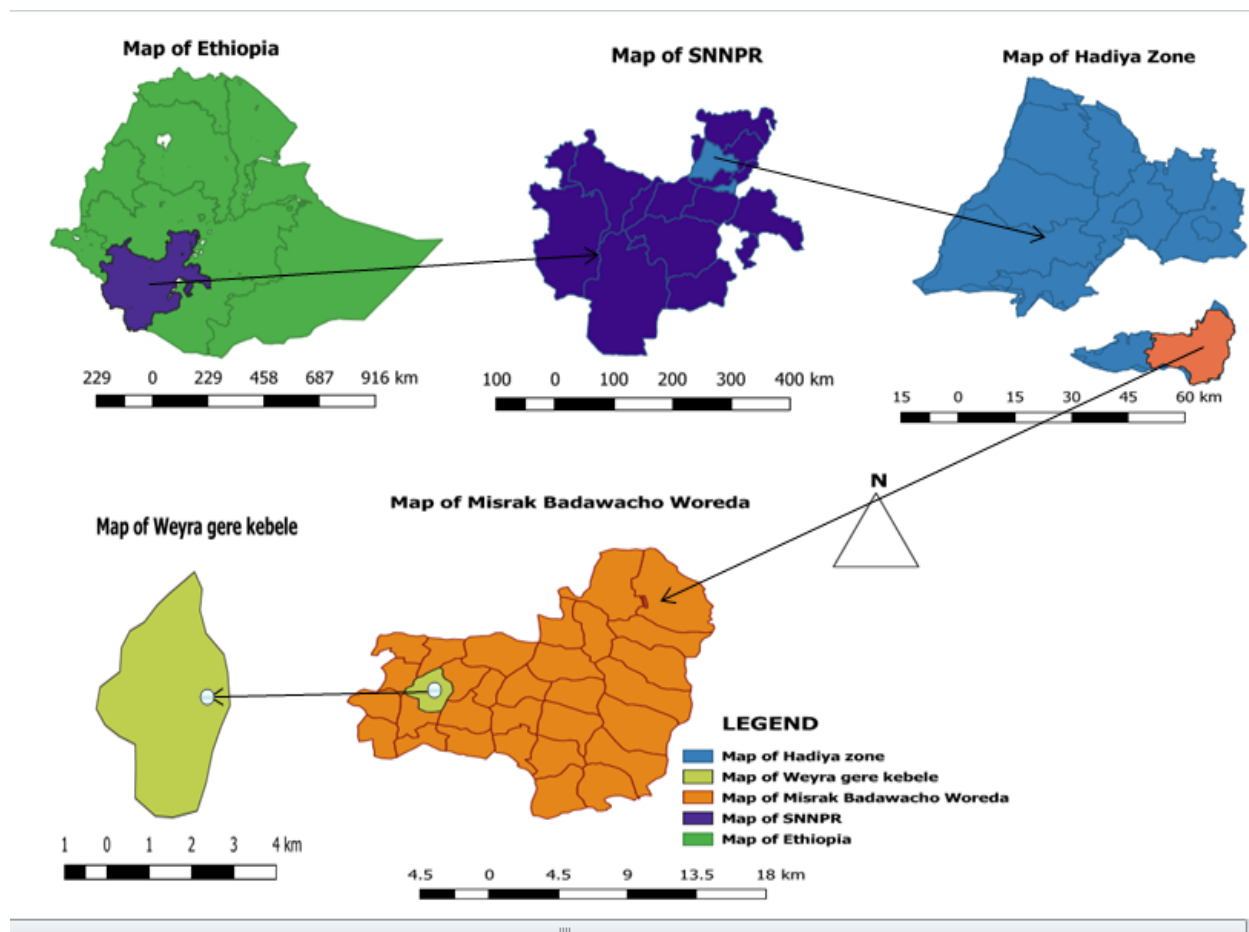 Map of Ethiopia
Map of SNNPR
Map of Hadiya Zone
229 0 229 458 687 916 km
100 0 100 200 300 400 km
15 0 15 30 45 60 km
N
Map of Misrak Badawacho Woreda
Map of Weyra gere kebele
LEGEND
Map of Hadiya zone
Map of Weyra gere kebele
Map of Misrak Badawacho Woreda
Map of SNNPR
Map of Ethiopia
1 0 1 2 3 4 km
4.5 0 4.5 9 13.5 18 km